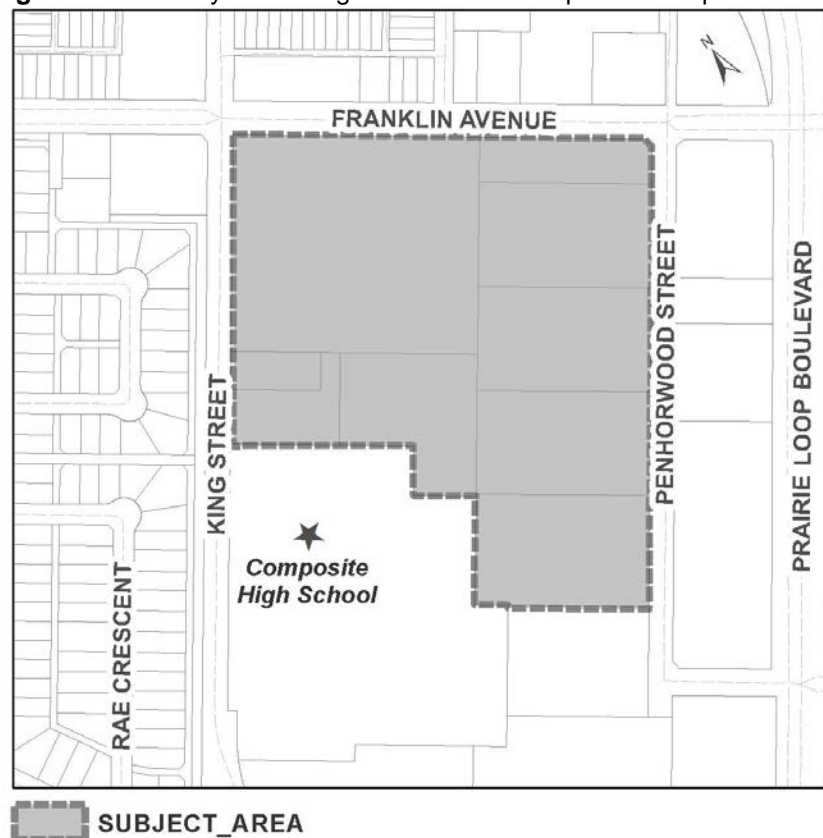 N
FRANKLIN AVENUE
KING STREET
PENHORWOOD STREET
PRAIRIE LOOP BOULEVARD
Composite
High School
RAE CRESCENT
SUBJECT_AREA